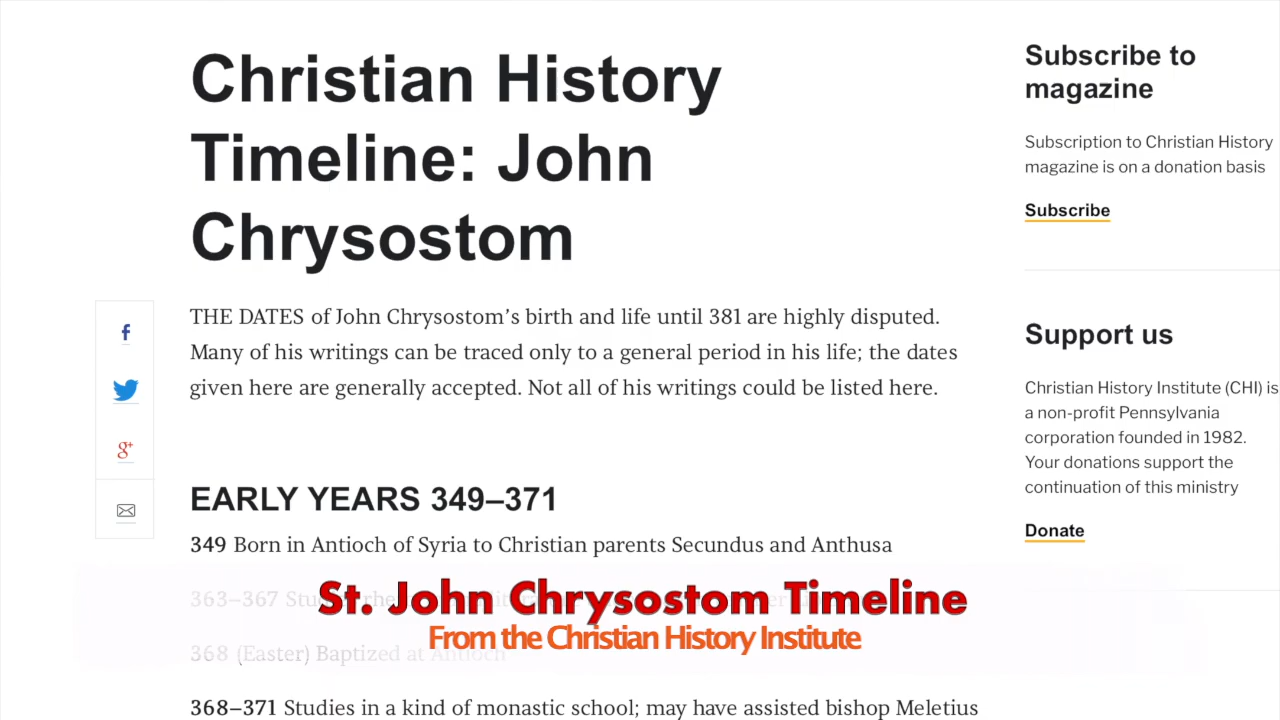 Christian History
Timeline: John
Chrysostom
THE DATES of John Chrysostom’s birth and life until 381 are highly disputed.
Many of his writings can be traced only to a general period in his life; the dates
given here are generally accepted. Not all of his writings could be listed here.
EARLY YEARS 349–371
349 Born in Antioch of Syria to Christian parents Secundus and Anthusa
363–367
St. John Chrysostom Timeline
From the Christian History Institute
368 (Easter) Baptized at Antioch
368–371 Studies in a kind of monastic school; may have assisted bishop Meletius
Subscribe to
magazine
Subscription to Christian History
magazine is on a donation basis
Subscribe
Support us
Christian History Institute (CHI) is
a non-profit Pennsylvania
corporation founded in 1982.
Your donations support the
continuation of this ministry
Donate
f
g+